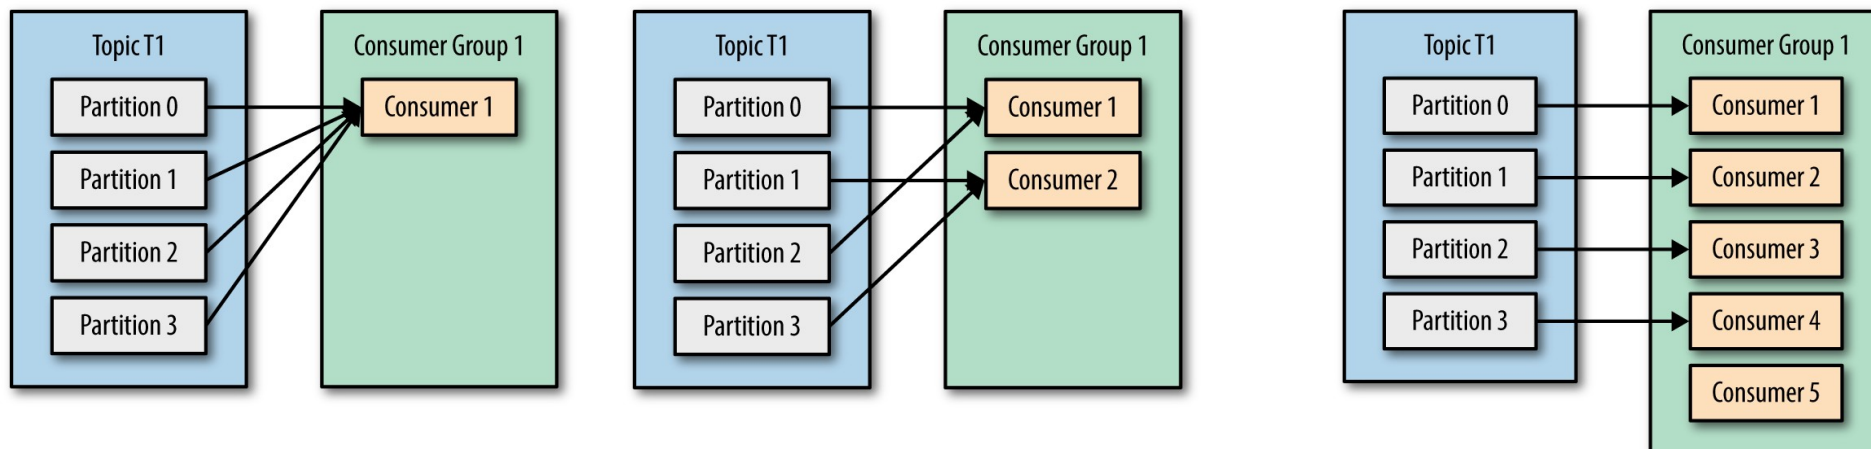 Topic T1
Partition 0
Partition 1
Partition 2
Partition 3
Consumer Group 1
Consumer 1
Topic T1
Partition 0
Partition 1
Partition 2
Partition 3
Consumer Group 1
Consumer 1
Consumer 2
Topic T1
Partition 0
Partition 1
Partition 2
Partition 3
Consumer Group 1
Consumer 1
Consumer 2
Consumer 3
Consumer 4
Consumer 5